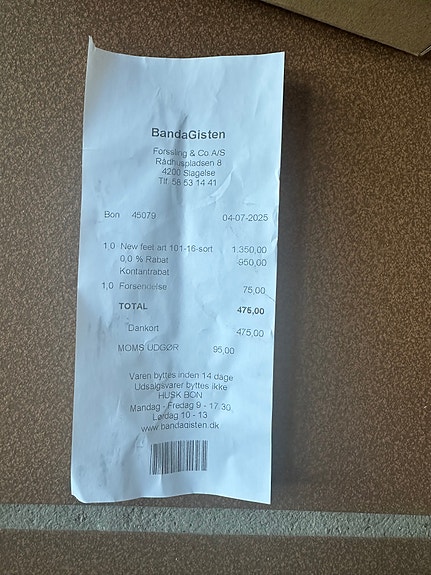 BandaGisten
Forssling & Co A/S
Rådhuspladsen 8
4200 Slagelse
Tlf. 58 53 14 41
Bon 45079 04-07-2025
1,0 New feet art 101-16-sort 1.350,00
0,0 % Rabat -950,00
Kontantrabat
1,0 Forsendelse 75,00
TOTAL 475,00
Dankort 475,00
MOMS UDGØR 95,00
Varen byttes inden 14 dage
Udsalgsvarer byttes ikke
HUSK BON
Mandag - Fredag 9 - 17.30
Lørdag 10 - 13
www.bandagisten.dk